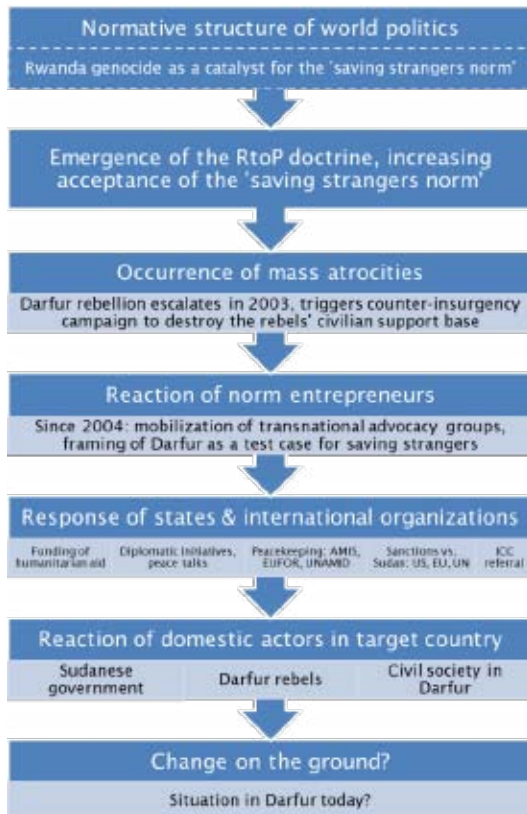 Normative structure of world politics
Rwanda genocide as a catalyst for the 'saving strangers norm'
Emergence of the RtoP doctrine, increasing
acceptance of the 'saving strangers norm'
Occurrence of mass atrocities
Darfur rebellion escalates in 2003, triggers counter-insurgency
campaign to destroy the rebels' civilian support base
Reaction of norm entrepreneurs
Since 2004: mobilization of transnational advocacy groups,
framing of Darfur as a test case for saving strangers
Response of states & international organizations
Funding of
humanitarian aid
Diplomatic initiatives,
peace talks
Peacekeeping: AMIS,
EUFOR, UNAMID
Sanctions vs.
Sudan: US, EU, UN
ICC
referral
Reaction of domestic actors in target country
Sudanese
government
Darfur rebels
Civil society in
Darfur
Change on the ground?
Situation in Darfur today?